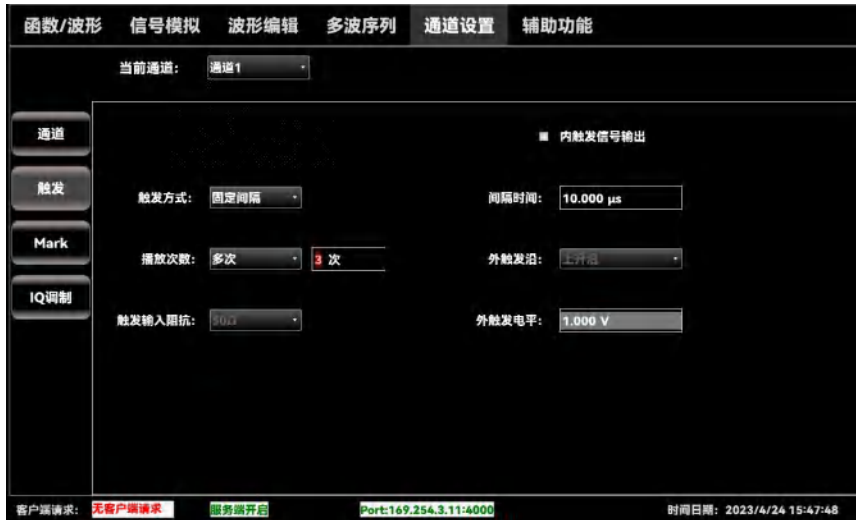 函数/波形 信号模拟 波形编辑 多波序列 通道设置 辅助功能
当前通道: 通道1
通道 内触发信号输出
触发 触发方式: 固定间隔 间隔时间: 10.000 μs
Mark 播放次数: 多次 3 次 外触发沿: 上升沿
IQ调制
触发输入阻抗: 50Ω 外触发电平: 1.000 V
客户端请求: 无客户端请求 服务端开启 Port:169.254.3.11:4000 时间日期: 2023/4/24 15:47:48